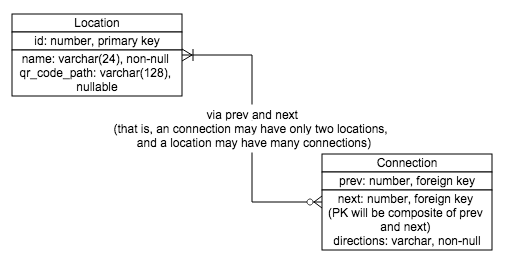 Location
id: number, primary key
name: varchar(24), non-null
qr_code_path: varchar(128),
nullable
via prev and next
(that is, an connection may have only two locations,
and a location may have many connections)
Connection
prev: number, foreign key
next: number, foreign key
(PK will be composite of prev
and next)
directions: varchar, non-null